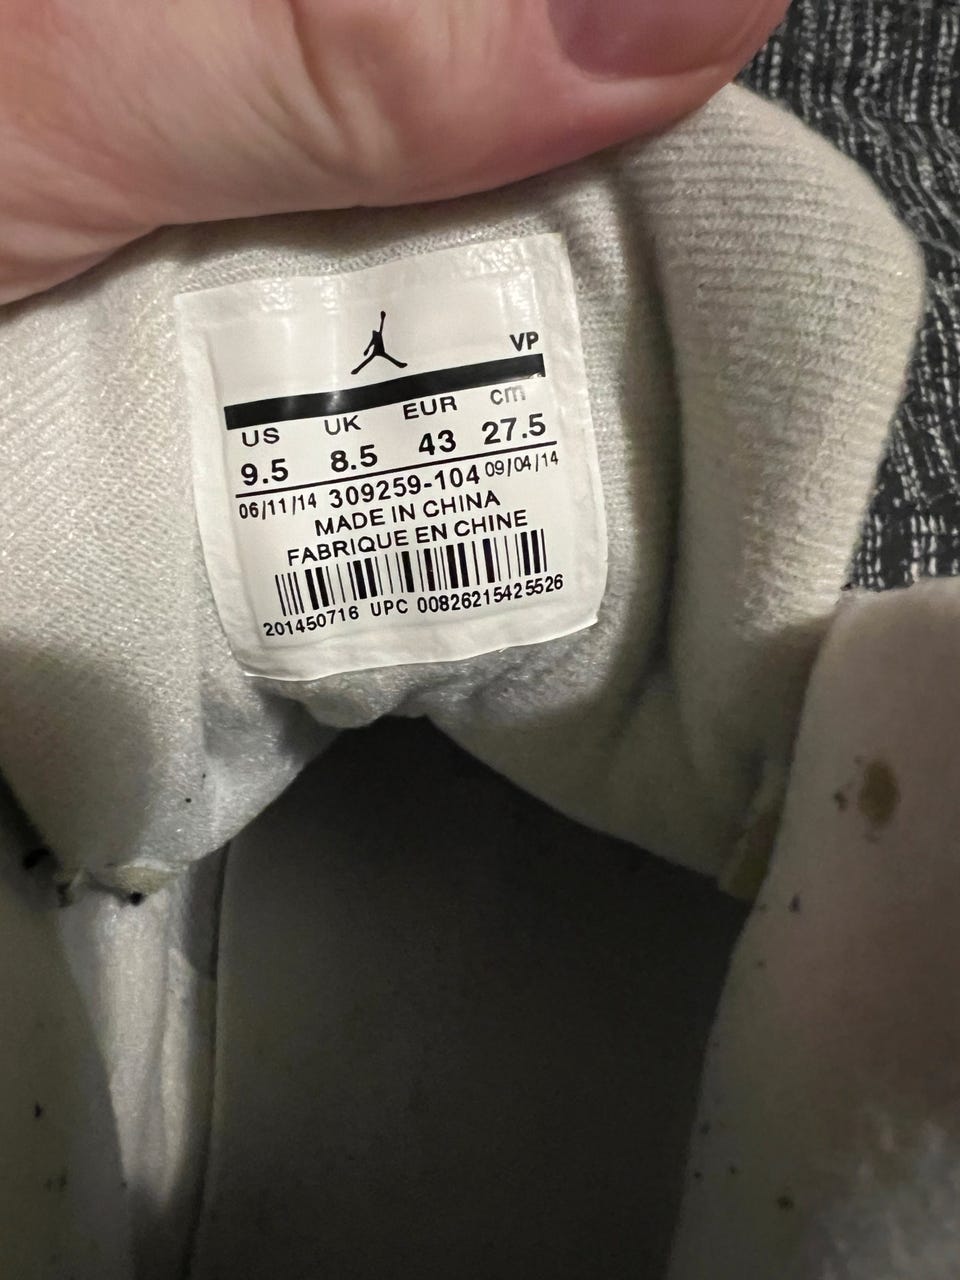 VP
US UK EUR cm
9.5 8.5 43 27.5
06/11/14 309259-104 09/04/14
MADE IN CHINA
FABRIQUE EN CHINE
201450716 UPC 00826215425526